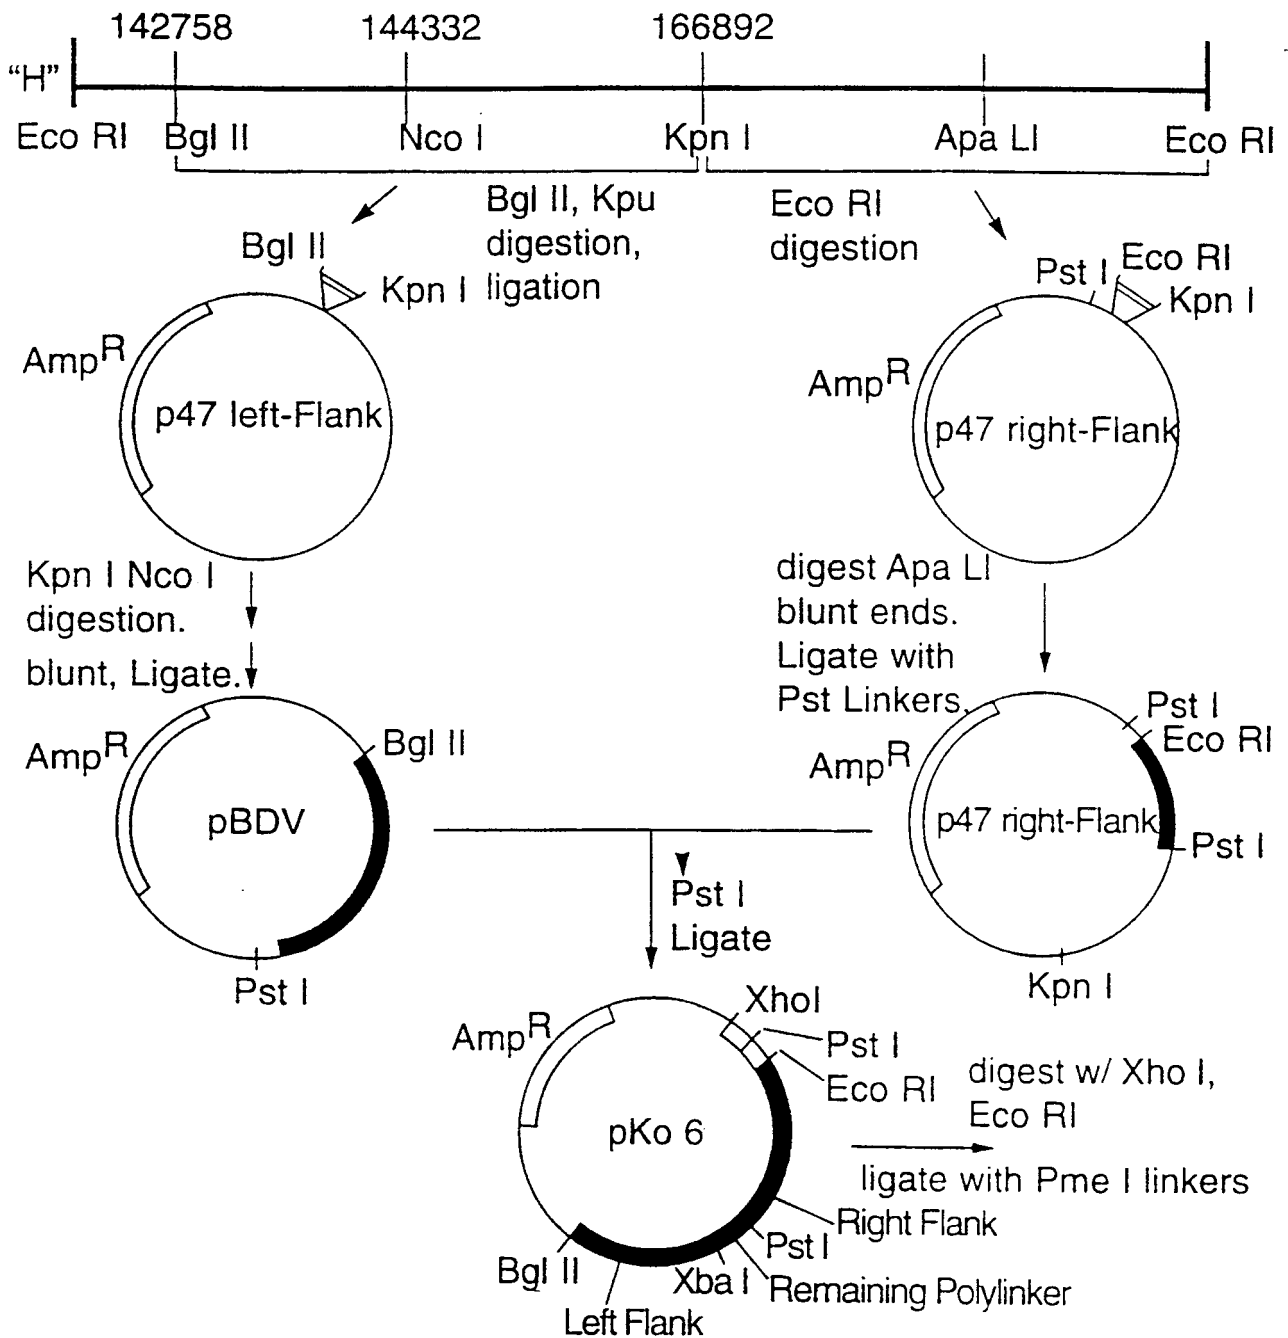 142758 144332 166892
"H"
Eco RI Bgl II Nco I Kpn I Apa LI Eco RI
Bgl II, Kpu
digestion,
ligation
Eco RI
digestion
Bgl II
Kpn I
Pst I
Eco RI
Kpn I
AmpR
p47 left-Flank
AmpR
p47 right-Flank
Kpn I Nco I
digestion.
blunt, Ligate.
digest Apa LI
blunt ends.
Ligate with
Pst Linkers,
AmpR
Bgl II
pBDV
Pst I
Pst I
Eco RI
AmpR
p47 right-Flank
Pst I
Kpn I
Pst I
Ligate
AmpR
XhoI
Pst I
Eco RI
pKo 6
digest w/ Xho I,
Eco RI
ligate with Pme I linkers
Right Flank
Pst I
Remaining Polylinker
Xba I
Bgl II
Left Flank